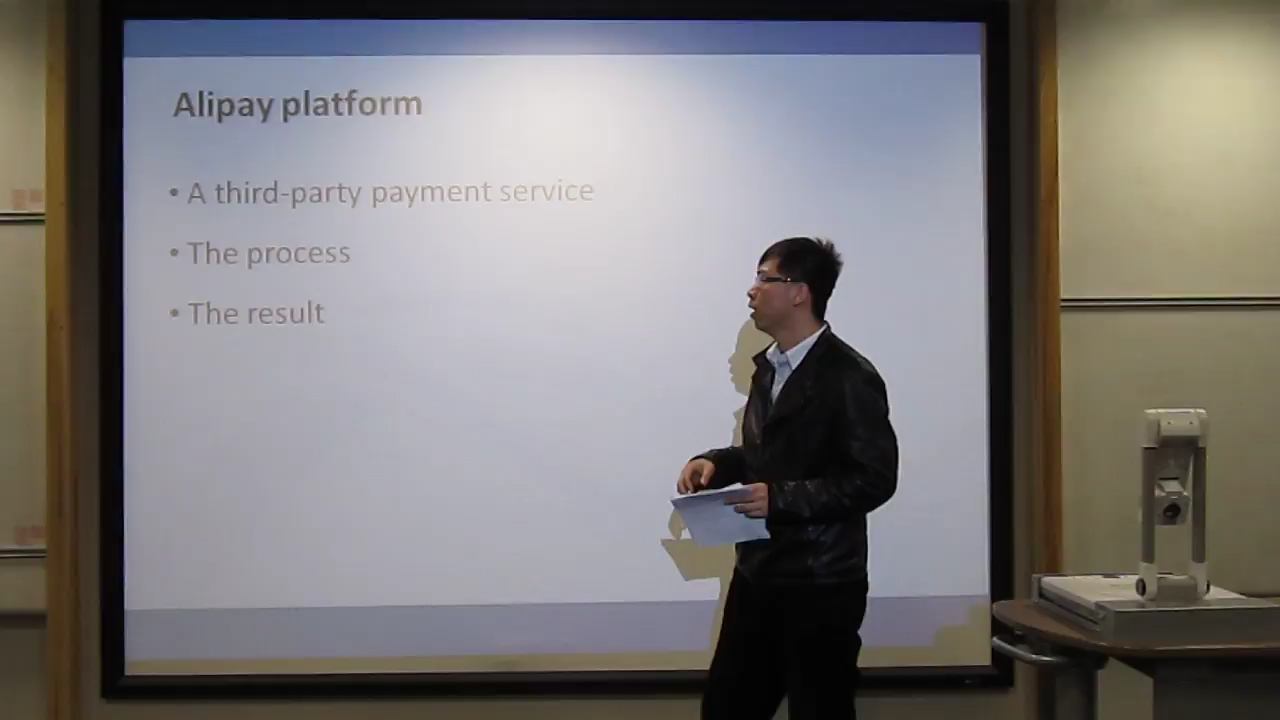 Alipay platform
• A third-party payment service
• The process
• The result